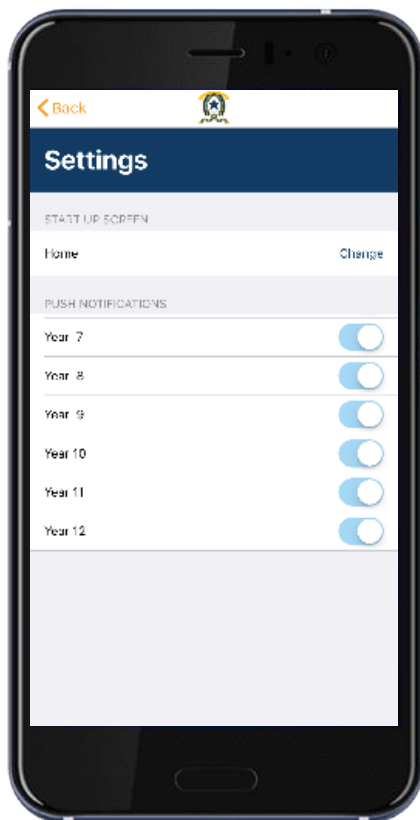 Back
Settings
START UP SCREEN
Home Change
PUSH NOTIFICATIONS
Year 7
Year 8
Year 9
Year 10
Year 11
Year 12